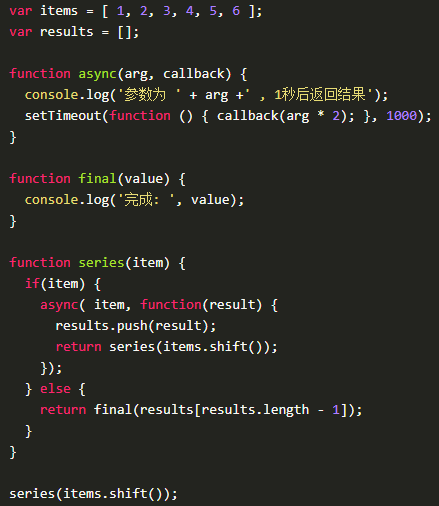 var items = [ 1, 2, 3, 4, 5, 6 ];
var results = [];

function async(arg, callback) {
  console.log('参数为 ' + arg +' , 1秒后返回结果');
  setTimeout(function () { callback(arg * 2); }, 1000);
}

function final(value) {
  console.log('完成: ', value);
}

function series(item) {
  if(item) {
    async( item, function(result) {
      results.push(result);
      return series(items.shift());
    });
  } else {
    return final(results[results.length - 1]);
  }
}

series(items.shift());